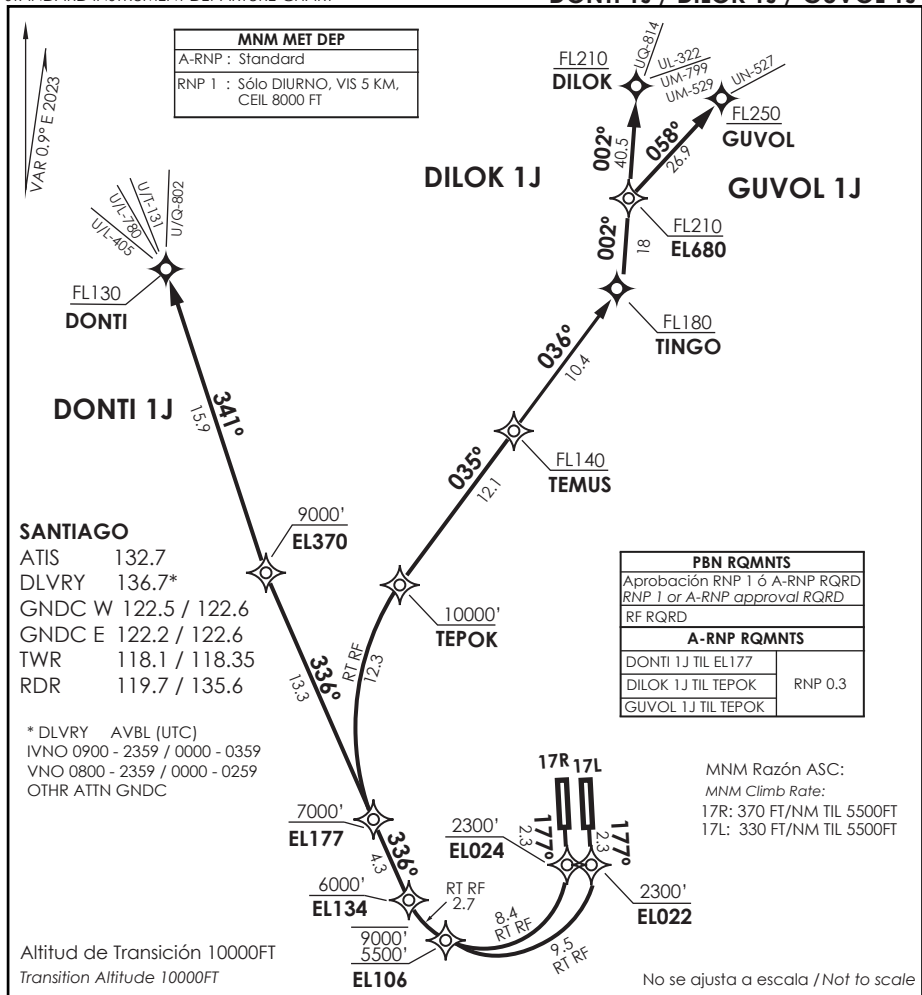 DONTI 1J / DILOK 1J / GUVOL 1J
MNM MET DEP
A-RNP : Standard
RNP 1 : Sólo DIURNO, VIS 5 KM,
CEIL 8000 FT
VAR 0.9° E 2023
FL210
DILOK
UQ-814
UL-322
UM-799
UM-529
UN-527
FL250
GUVOL
002°
40.5
058°
26.9
DILOK 1J
GUVOL 1J
U/L-405
U/L-780
U/T-131
U/Q-802
FL130
DONTI
FL210
EL680
002°
18
FL180
TINGO
036°
10.4
DONTI 1J
341°
15.9
FL140
TEMUS
035°
12.1
9000'
EL370
10000'
TEPOK
SANTIAGO
ATIS 132.7
DLVRY 136.7*
GNDC W 122.5 / 122.6
GNDC E 122.2 / 122.6
TWR 118.1 / 118.35
RDR 119.7 / 135.6
* DLVRY AVBL (UTC)
IVNO 0900 - 2359 / 0000 - 0359
VNO 0800 - 2359 / 0000 - 0259
OTHR ATTN GNDC
336°
13.3
RT RF
12.3
PBN RQMNTS
Aprobación RNP 1 ó A-RNP RQRD
RNP 1 or A-RNP approval RQRD
RF RQRD
A-RNP RQMNTS
DONTI 1J TIL EL177
DILOK 1J TIL TEPOK
GUVOL 1J TIL TEPOK
RNP 0.3
17R 17L
177°
2.3
177°
2.3
MNM Razón ASC:
MNM Climb Rate:
17R: 370 FT/NM TIL 5500FT
17L: 330 FT/NM TIL 5500FT
7000'
EL177
2300'
EL024
2300'
EL022
336°
4.3
6000'
EL134
RT RF
2.7
8.4
RT RF
9.5
RT RF
9000'
5500'
EL106
Altitud de Transición 10000FT
Transition Altitude 10000FT
No se ajusta a escala / Not to scale